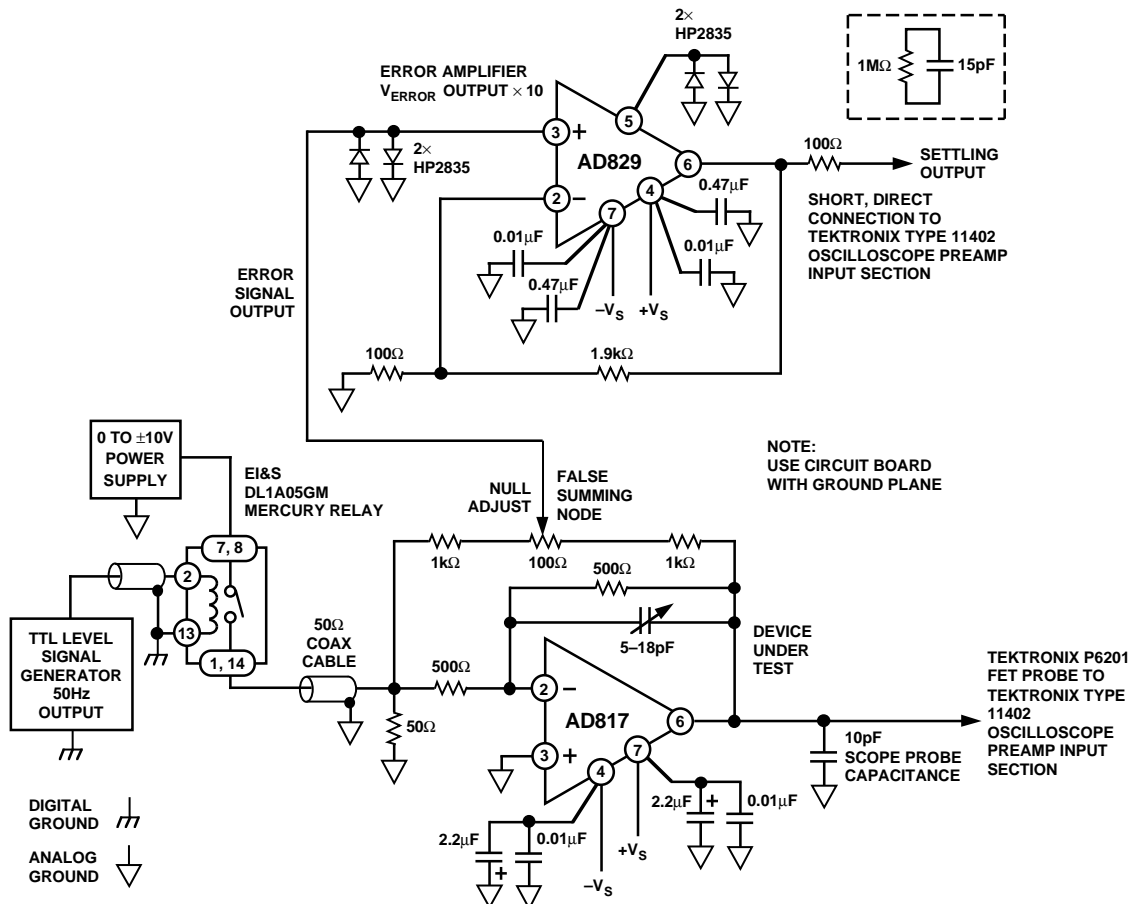 2×
HP2835
1MΩ
15pF
ERROR AMPLIFIER
VERROR OUTPUT × 10
5
3
+
2×
HP2835
AD829
6
100Ω
SETTLING
OUTPUT
2
−
7
4
0.47μF
0.01μF
0.01μF
0.47μF
SHORT, DIRECT
CONNECTION TO
TEKTRONIX TYPE 11402
OSCILLOSCOPE PREAMP
INPUT SECTION
ERROR
SIGNAL
OUTPUT
–VS
+VS
100Ω
1.9kΩ
0 TO ±10V
POWER
SUPPLY
EI&S
DL1A05GM
MERCURY RELAY
NULL
ADJUST
FALSE
SUMMING
NODE
NOTE:
USE CIRCUIT BOARD
WITH GROUND PLANE
7, 8
2
13
1, 14
1kΩ
100Ω
1kΩ
500Ω
5–18pF
TTL LEVEL
SIGNAL
GENERATOR
50Hz
OUTPUT
50Ω
COAX
CABLE
500Ω
50Ω
2
−
3
+
AD817
6
7
4
DEVICE
UNDER
TEST
TEKTRONIX P6201
FET PROBE TO
TEKTRONIX TYPE
11402
OSCILLOSCOPE
PREAMP INPUT
SECTION
10pF
SCOPE PROBE
CAPACITANCE
DIGITAL
GROUND
ANALOG
GROUND
2.2μF
+
0.01μF
2.2μF
+
0.01μF
+VS
–VS